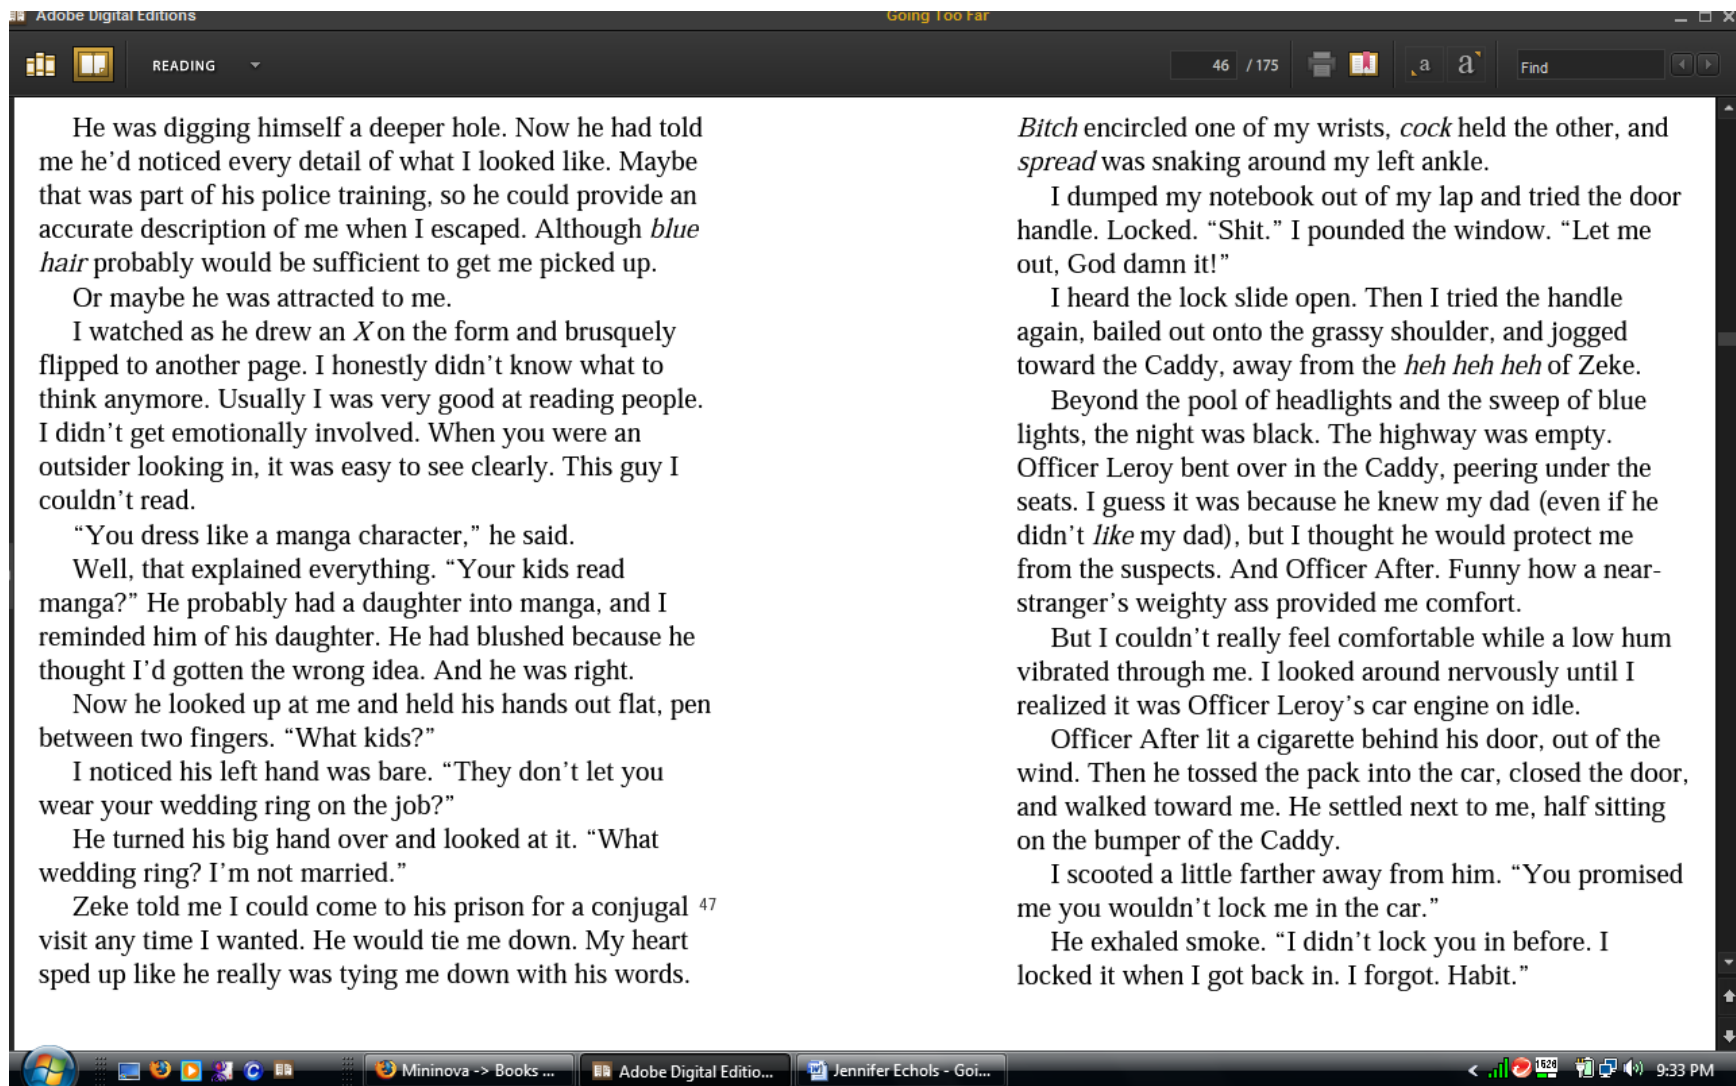 Adobe Digital Editions
Going Too Far
READING
46 / 175
a
a
Find
He was digging himself a deeper hole. Now he had told
me he’d noticed every detail of what I looked like. Maybe
that was part of his police training, so he could provide an
accurate description of me when I escaped. Although blue
hair probably would be sufficient to get me picked up.
Or maybe he was attracted to me.
I watched as he drew an X on the form and brusquely
flipped to another page. I honestly didn’t know what to
think anymore. Usually I was very good at reading people.
I didn’t get emotionally involved. When you were an
outsider looking in, it was easy to see clearly. This guy I
couldn’t read.
“You dress like a manga character,” he said.
Well, that explained everything. “Your kids read
manga?” He probably had a daughter into manga, and I
reminded him of his daughter. He had blushed because he
thought I’d gotten the wrong idea. And he was right.
Now he looked up at me and held his hands out flat, pen
between two fingers. “What kids?”
I noticed his left hand was bare. “They don’t let you
wear your wedding ring on the job?”
He turned his big hand over and looked at it. “What
wedding ring? I’m not married.”
Zeke told me I could come to his prison for a conjugal 47
visit any time I wanted. He would tie me down. My heart
sped up like he really was tying me down with his words.
Bitch encircled one of my wrists, cock held the other, and
spread was snaking around my left ankle.
I dumped my notebook out of my lap and tried the door
handle. Locked. “Shit.” I pounded the window. “Let me
out, God damn it!”
I heard the lock slide open. Then I tried the handle
again, bailed out onto the grassy shoulder, and jogged
toward the Caddy, away from the heh heh heh of Zeke.
Beyond the pool of headlights and the sweep of blue
lights, the night was black. The highway was empty.
Officer Leroy bent over in the Caddy, peering under the
seats. I guess it was because he knew my dad (even if he
didn’t like my dad), but I thought he would protect me
from the suspects. And Officer After. Funny how a near-
stranger’s weighty ass provided me comfort.
But I couldn’t really feel comfortable while a low hum
vibrated through me. I looked around nervously until I
realized it was Officer Leroy’s car engine on idle.
Officer After lit a cigarette behind his door, out of the
wind. Then he tossed the pack into the car, closed the door,
and walked toward me. He settled next to me, half sitting
on the bumper of the Caddy.
I scooted a little farther away from him. “You promised
me you wouldn’t lock me in the car.”
He exhaled smoke. “I didn’t lock you in before. I
locked it when I got back in. I forgot. Habit.”
Mininova -> Books ...
Adobe Digital Editio...
Jennifer Echols - Goi...
9:33 PM